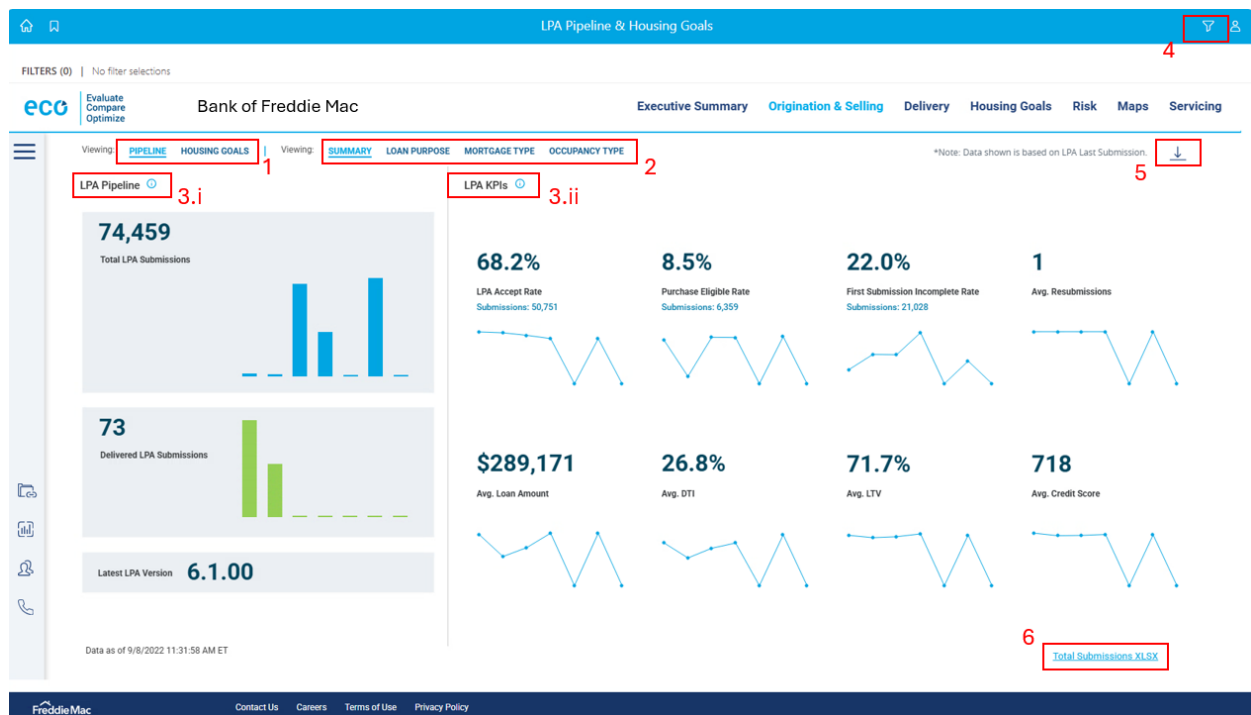 LPA Pipeline & Housing Goals
4
FILTERS (0) | No filter selections
eco Evaluate
Compare
Optimize
Bank of Freddie Mac
Executive Summary Origination & Selling Delivery Housing Goals Risk Maps Servicing
Viewing: PIPELINE HOUSING GOALS | Viewing: SUMMARY LOAN PURPOSE MORTGAGE TYPE OCCUPANCY TYPE
*Note: Data shown is based on LPA Last Submission.
1
2
5
LPA Pipeline
3.i
LPA KPIs
3.ii
74,459
Total LPA Submissions
73
Delivered LPA Submissions
Latest LPA Version 6.1.00
68.2%
LPA Accept Rate
Submissions: 50,751
8.5%
Purchase Eligible Rate
Submissions: 6,359
22.0%
First Submission Incomplete Rate
Submissions: 21,028
1
Avg. Resubmissions
$289,171
Avg. Loan Amount
26.8%
Avg. DTI
71.7%
Avg. LTV
718
Avg. Credit Score
Data as of 9/8/2022 11:31:58 AM ET
6
Total Submissions XLSX
Freddie Mac
Contact Us Careers Terms of Use Privacy Policy